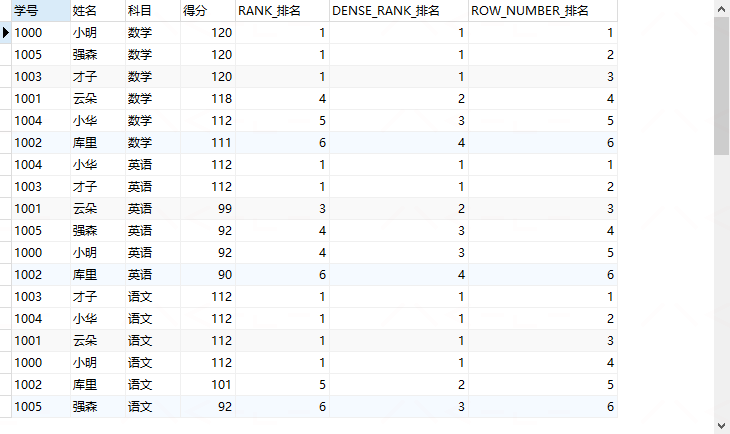 学号 姓名 科目 得分 RANK_排名 DENSE_RANK_排名 ROW_NUMBER_排名
1000 小明 数学 120 1 1 1
1005 强森 数学 120 1 1 2
1003 才子 数学 120 1 1 3
1001 云朵 数学 118 4 2 4
1004 小华 数学 112 5 3 5
1002 库里 数学 111 6 4 6
1004 小华 英语 112 1 1 1
1003 才子 英语 112 1 1 2
1001 云朵 英语 99 3 2 3
1005 强森 英语 92 4 3 4
1000 小明 英语 92 4 3 5
1002 库里 英语 90 6 4 6
1003 才子 语文 112 1 1 1
1004 小华 语文 112 1 1 2
1001 云朵 语文 112 1 1 3
1000 小明 语文 112 1 1 4
1002 库里 语文 101 5 2 5
1005 强森 语文 92 6 3 6